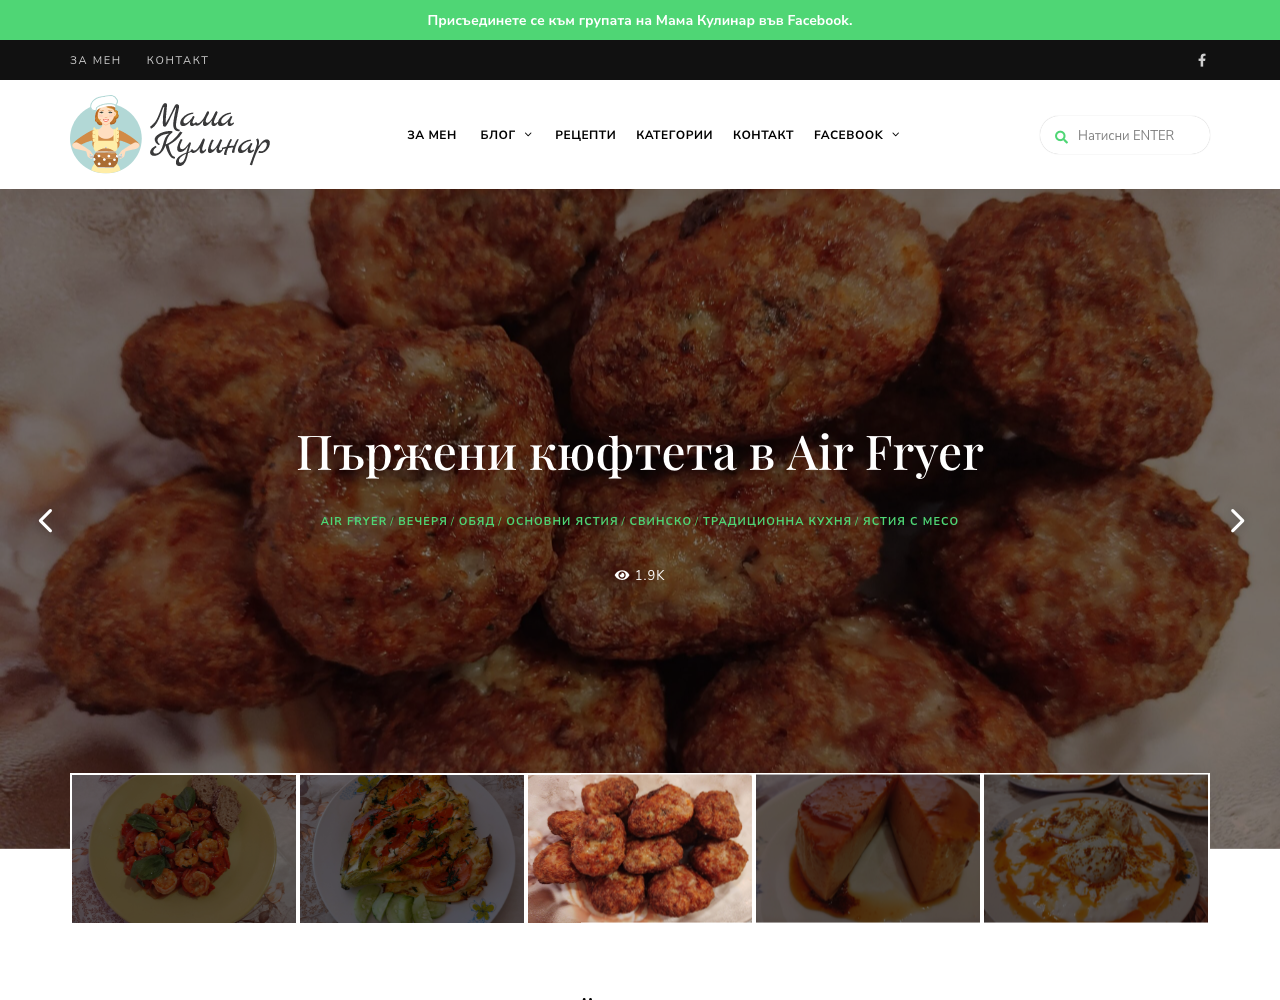 Присъединете се към групата на Мама Кулинар във Facebook.
ЗА МЕН КОНТАКТ
Мама
Кулинар
ЗА МЕН БЛОГ РЕЦЕПТИ КАТЕГОРИИ КОНТАКТ FACEBOOK
Натисни ENTER
Пържени кюфтета в Air Fryer
AIR FRYER / ВЕЧЕРЯ / ОБЯД / ОСНОВНИ ЯСТИЯ / СВИНСКО / ТРАДИЦИОННА КУХНЯ / ЯСТИЯ С МЕСО
1.9K